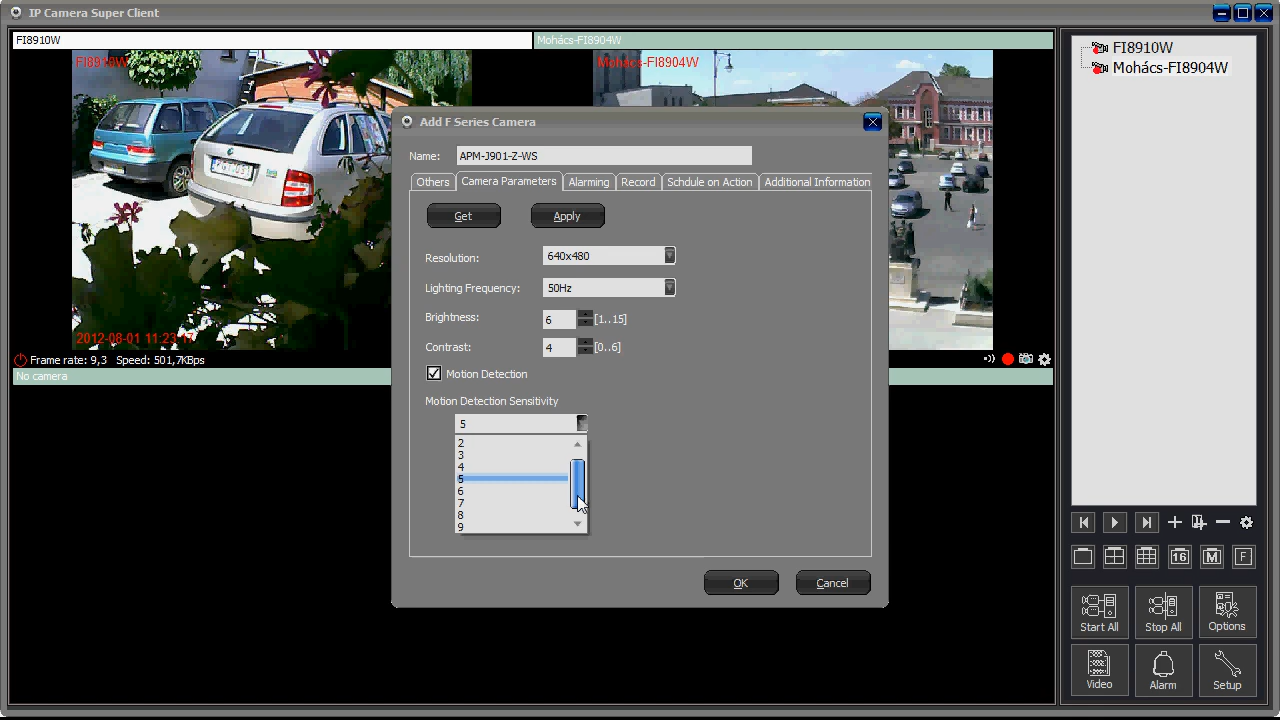 IP Camera Super Client
FI8910W
Mohács-FI8904W
FI8910W
Mohács-FI8904W
FI8910W
Mohács-FI8904W
Add F Series Camera
Name: APM-J901-Z-WS
Others Camera Parameters Alarming Record Schdule on Action Additional Information
Get Apply
Resolution: 640x480
Lighting Frequency: 50Hz
Brightness: 6 [1..15]
Contrast: 4 [0..6]
Motion Detection
Motion Detection Sensitivity
5
2
3
4
5
6
7
8
9
OK Cancel
2012-08-01 11:23:17
Frame rate: 9,3 Speed: 501,7KBps
No camera
16 M F
Start All Stop All Options
Video Alarm Setup